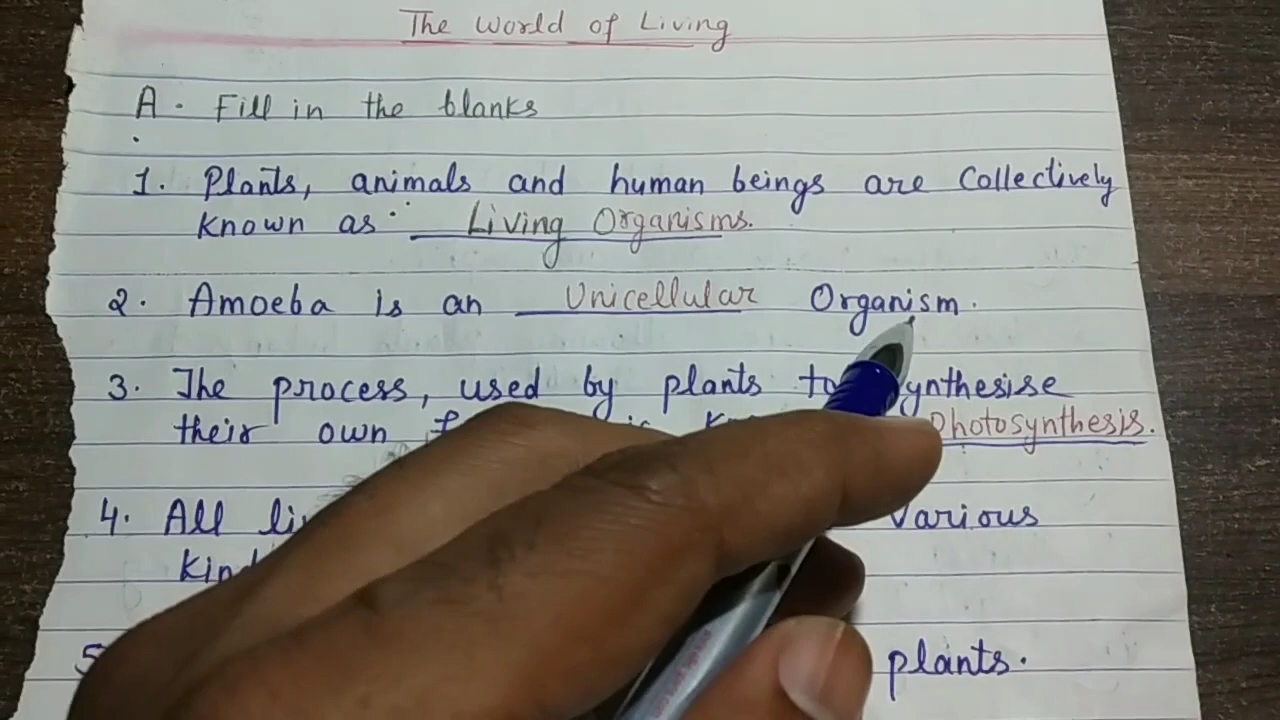 The World of Living
A. Fill in the blanks
1. Plants, animals and human beings are Collectively
Known as Living Organisms.
2. Amoeba is an Unicellular Organism.
3. The process, used by plants to synthesise
their own Photosynthesis.
4. All Various
5
plants.